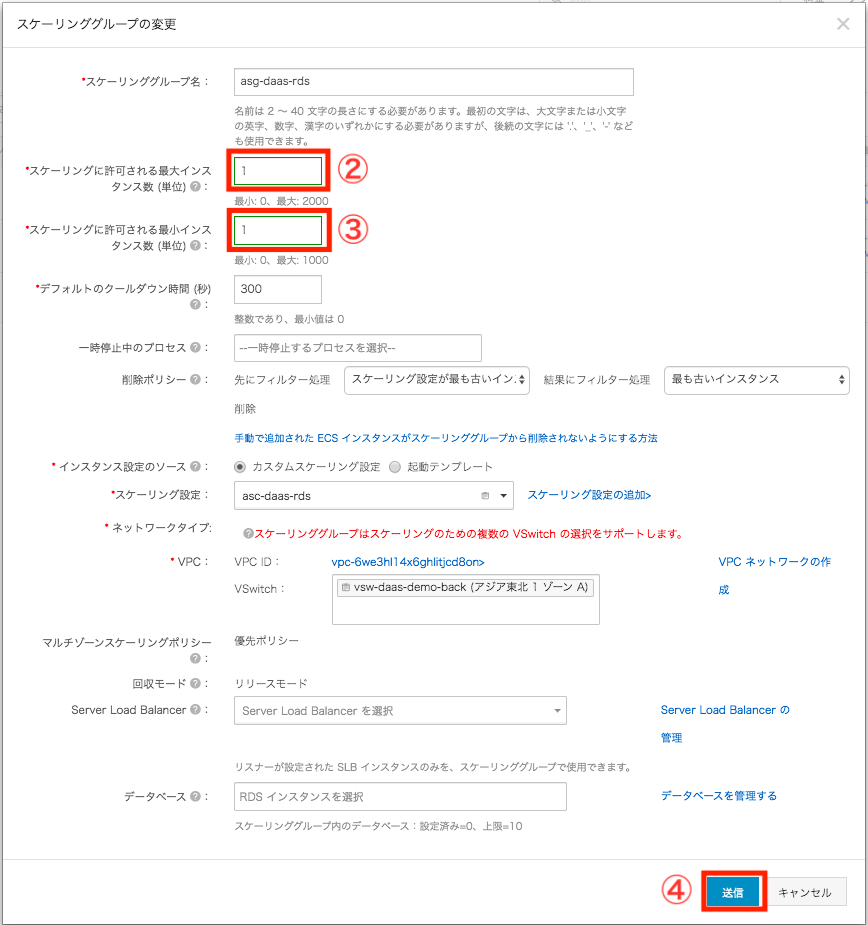 スケーリンググループの変更
*スケーリンググループ名：
asg-daas-rds
名前は 2 〜 40 文字の長さにする必要があります。最初の文字は、大文字または小文字
の英字、数字、漢字のいずれかにする必要がありますが、後続の文字には '.'、'_'、'-' など
も使用できます。
*スケーリングに許可される最大インス
タンス数 (単位) ?：
1
②
最小: 0、最大: 2000
*スケーリングに許可される最小インス
タンス数 (単位) ?：
1
③
最小: 0、最大: 1000
*デフォルトのクールダウン時間 (秒)
?：
300
整数であり、最小値は 0
一時停止中のプロセス ?：
--一時停止するプロセスを選択--
削除ポリシー ?：
先にフィルター処理
スケーリング設定が最も古いイン
結果にフィルター処理
最も古いインスタンス
削除
手動で追加された ECS インスタンスがスケーリンググループから削除されないようにする方法
* インスタンス設定のソース ?：
カスタムスケーリング設定
起動テンプレート
*スケーリング設定：
asc-daas-rds
スケーリング設定の追加>
* ネットワークタイプ:
?スケーリンググループはスケーリングのための複数の VSwitch の選択をサポートします。
* VPC：
VPC ID：
vpc-6we3hl14x6ghlitjcd8on>
VPC ネットワークの作
成
VSwitch：
vsw-daas-demo-back (アジア東北 1 ゾーン A)
マルチゾーンスケーリングポリシー
?：
優先ポリシー
回収モード ?：
リリースモード
Server Load Balancer ?：
Server Load Balancer を選択
Server Load Balancer の
管理
リスナーが設定された SLB インスタンスのみを、スケーリンググループで使用できます。
データベース ?：
RDS インスタンスを選択
データベースを管理する
スケーリンググループ内のデータベース：設定済み=0、上限=10
④
送信
キャンセル